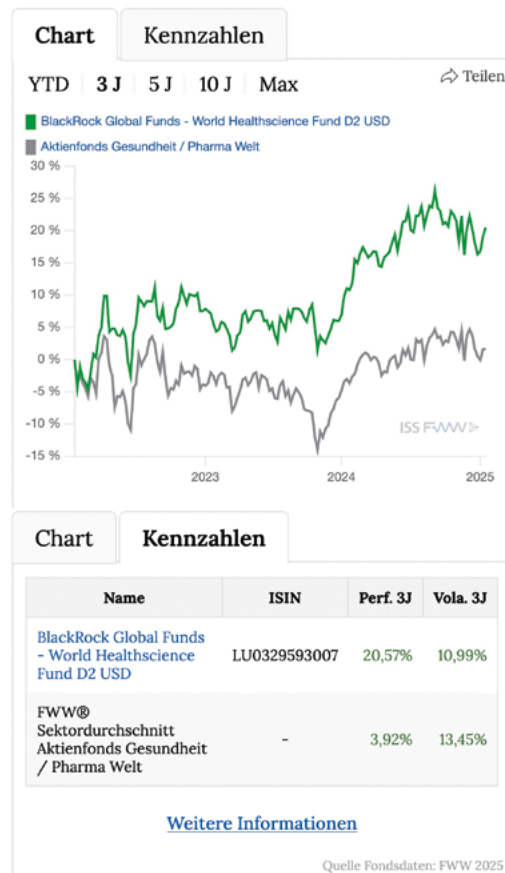 Chart Kennzahlen
YTD 3 J 5 J 10 J Max Teilen
BlackRock Global Funds - World Healthscience Fund D2 USD
Aktienfonds Gesundheit / Pharma Welt
30 %
25 %
20 %
15 %
10 %
5 %
0 %
-5 %
-10 %
-15 %
ISS FWW
2023 2024 2025
Chart Kennzahlen
Name ISIN Perf. 3J Vola. 3J
BlackRock Global Funds
- World Healthscience LU0329593007 20,57% 10,99%
Fund D2 USD
FWW®
Sektordurchschnitt
Aktienfonds Gesundheit - 3,92% 13,45%
/ Pharma Welt
Weitere Informationen
Quelle Fondsdaten: FWW 2025